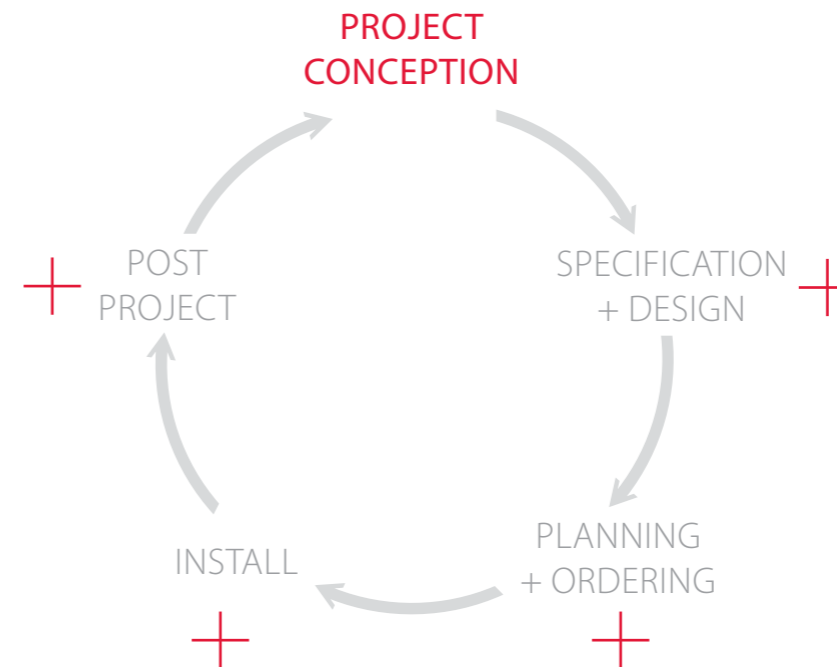 PROJECT
CONCEPTION
SPECIFICATION
+ DESIGN
PLANNING
+ ORDERING
INSTALL
POST
PROJECT